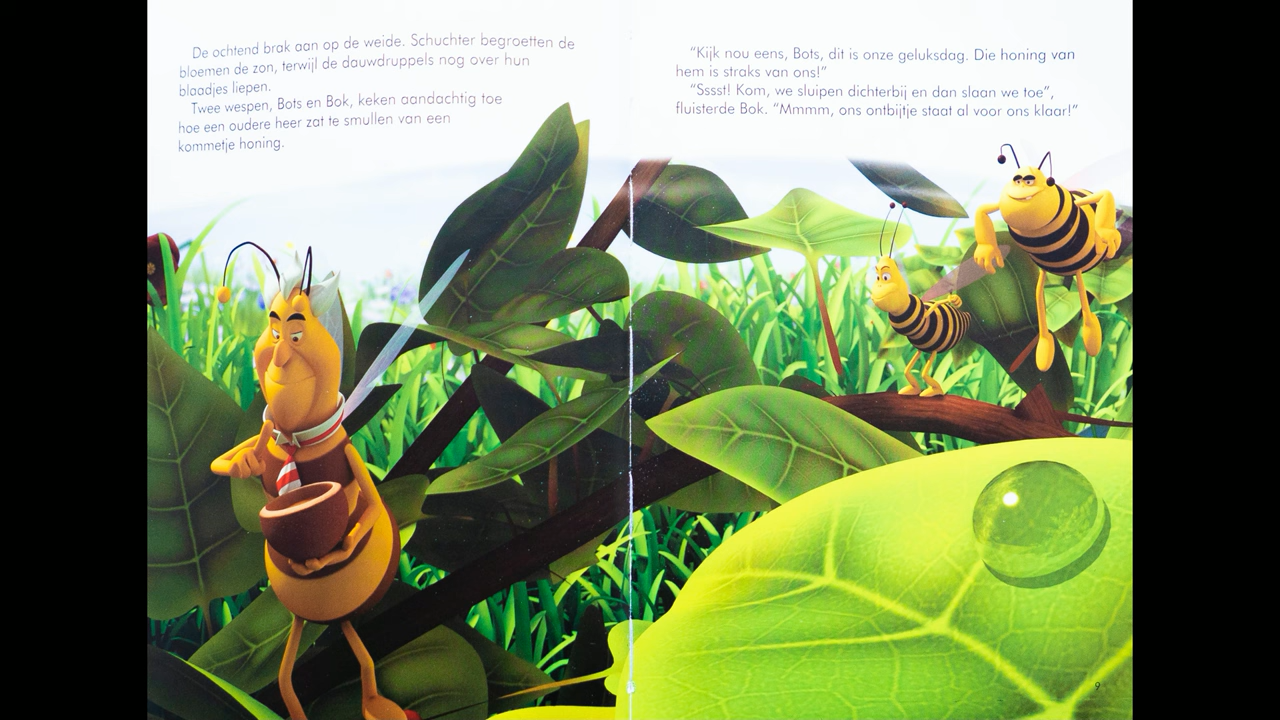 De ochtend brak aan op de weide. Schuchter begroetten de
bloemen de zon, terwijl de dauwdruppels nog over hun
blaadjes liepen.
Twee wespen, Bots en Bok, keken aandachtig toe
hoe een oudere heer zat te smullen van een
kommetje honing.
“Kijk nou eens, Bots, dit is onze geluksdag. Die honing van
hem is straks van ons!”
“Sssst! Kom, we sluipen dichterbij en dan slaan we toe”,
fluisterde Bok. “Mmmm, ons ontbijtje staat al voor ons klaar!”
9